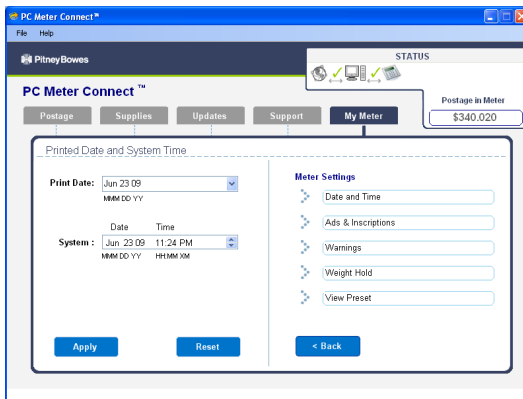 PC Meter Connect™
File Help
Pitney Bowes
STATUS
PC Meter Connect ™
Postage in Meter
$340.020
Postage Supplies Updates Support My Meter
Printed Date and System Time
Print Date: Jun 23 09
MMM DD YY
Date Time
System : Jun 23 09 11:24 PM
MMM DD YY HH:MM XM
Meter Settings
Date and Time
Ads & Inscriptions
Warnings
Weight Hold
View Preset
Apply Reset < Back